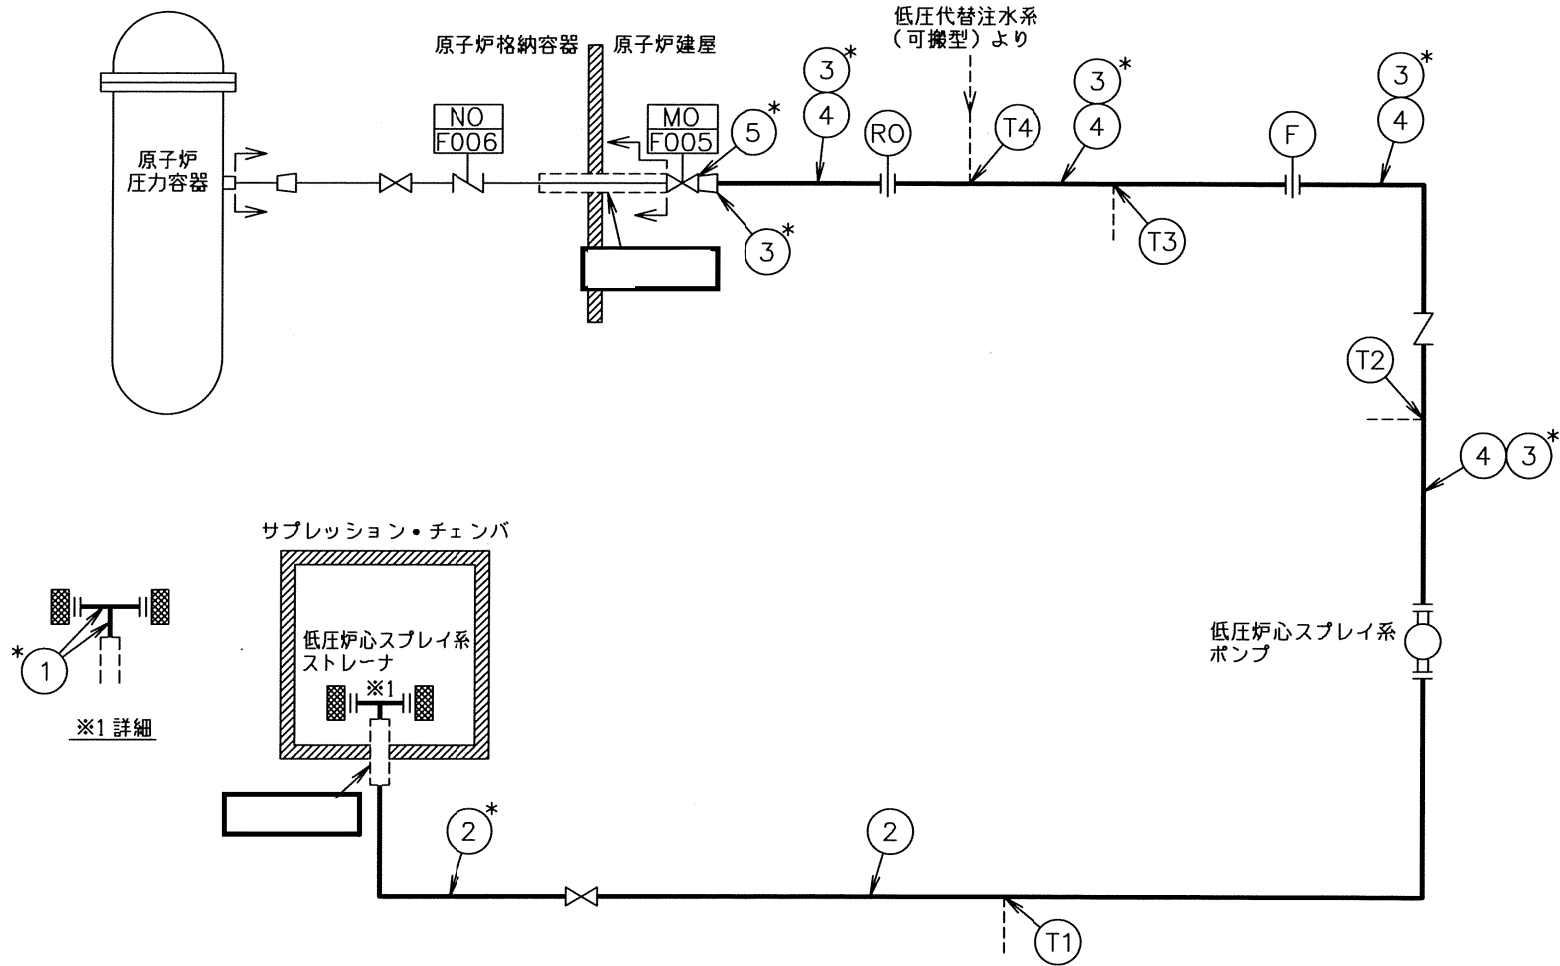 低圧代替注水系
(可搬型)より
原子炉格納容器
原子炉建屋
3*
4
3*
4
3*
4
NO
F006
MO
F005
5*
RO
T4
F
原子炉
圧力容器
3*
T3
T2
4
3*
サプレッション・チェンバ
低圧炉心スプレイ系
ストレーナ
※1
低圧炉心スプレイ系
ポンプ
*1
※1詳細
2*
2
T1